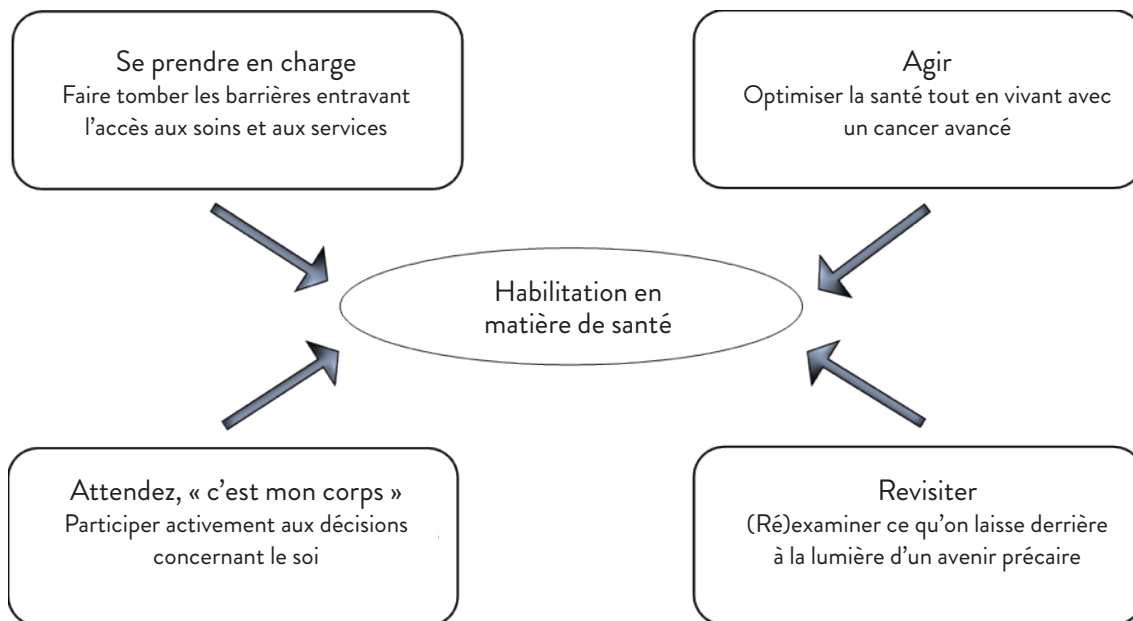 Se prendre en charge
Faire tomber les barrières entravant
l’accès aux soins et aux services
Agir
Optimiser la santé tout en vivant avec
un cancer avancé
Habilitation en
matière de santé
Attendez, « c’est mon corps »
Participer activement aux décisions
concernant le soi
Revisiter
(Ré)examiner ce qu’on laisse derrière
à la lumière d’un avenir précaire